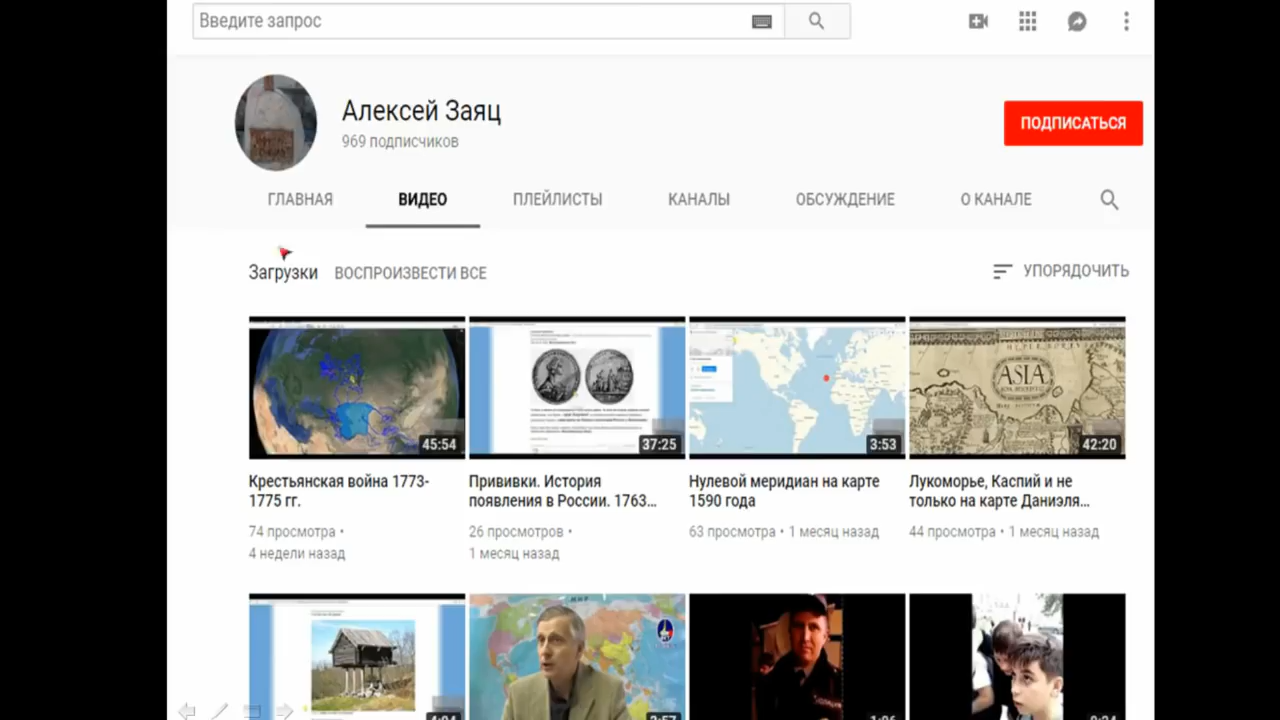 Введите запрос
Алексей Заяц
969 подписчиков
ПОДПИСАТЬСЯ
ГЛАВНАЯ ВИДЕО ПЛЕЙЛИСТЫ КАНАЛЫ ОБСУЖДЕНИЕ О КАНАЛЕ
Загрузки ВОСПРОИЗВЕСТИ ВСЕ УПОРЯДОЧИТЬ
ASIA
45:54 37:25 3:53 42:20
Крестьянская война 1773-
1775 гг.
74 просмотра •
4 недели назад
Прививки. История
появления в России. 1763...
26 просмотров •
1 месяц назад
Нулевой меридиан на карте
1590 года
63 просмотра • 1 месяц назад
Лукоморье, Каспий и не
только на карте Даниэля...
44 просмотра • 1 месяц назад
МИР